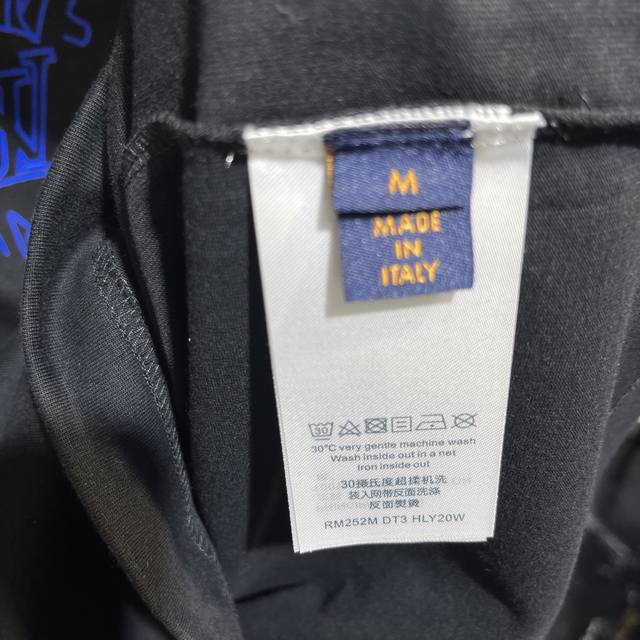 M
MADE
IN
ITALY
30
30°C very gentle machine wash
Wash inside out in a net
Iron inside out
30摄氏度超揉机洗
装入网带反面洗涤
反面熨烫
RM252M DT3 HLY20W